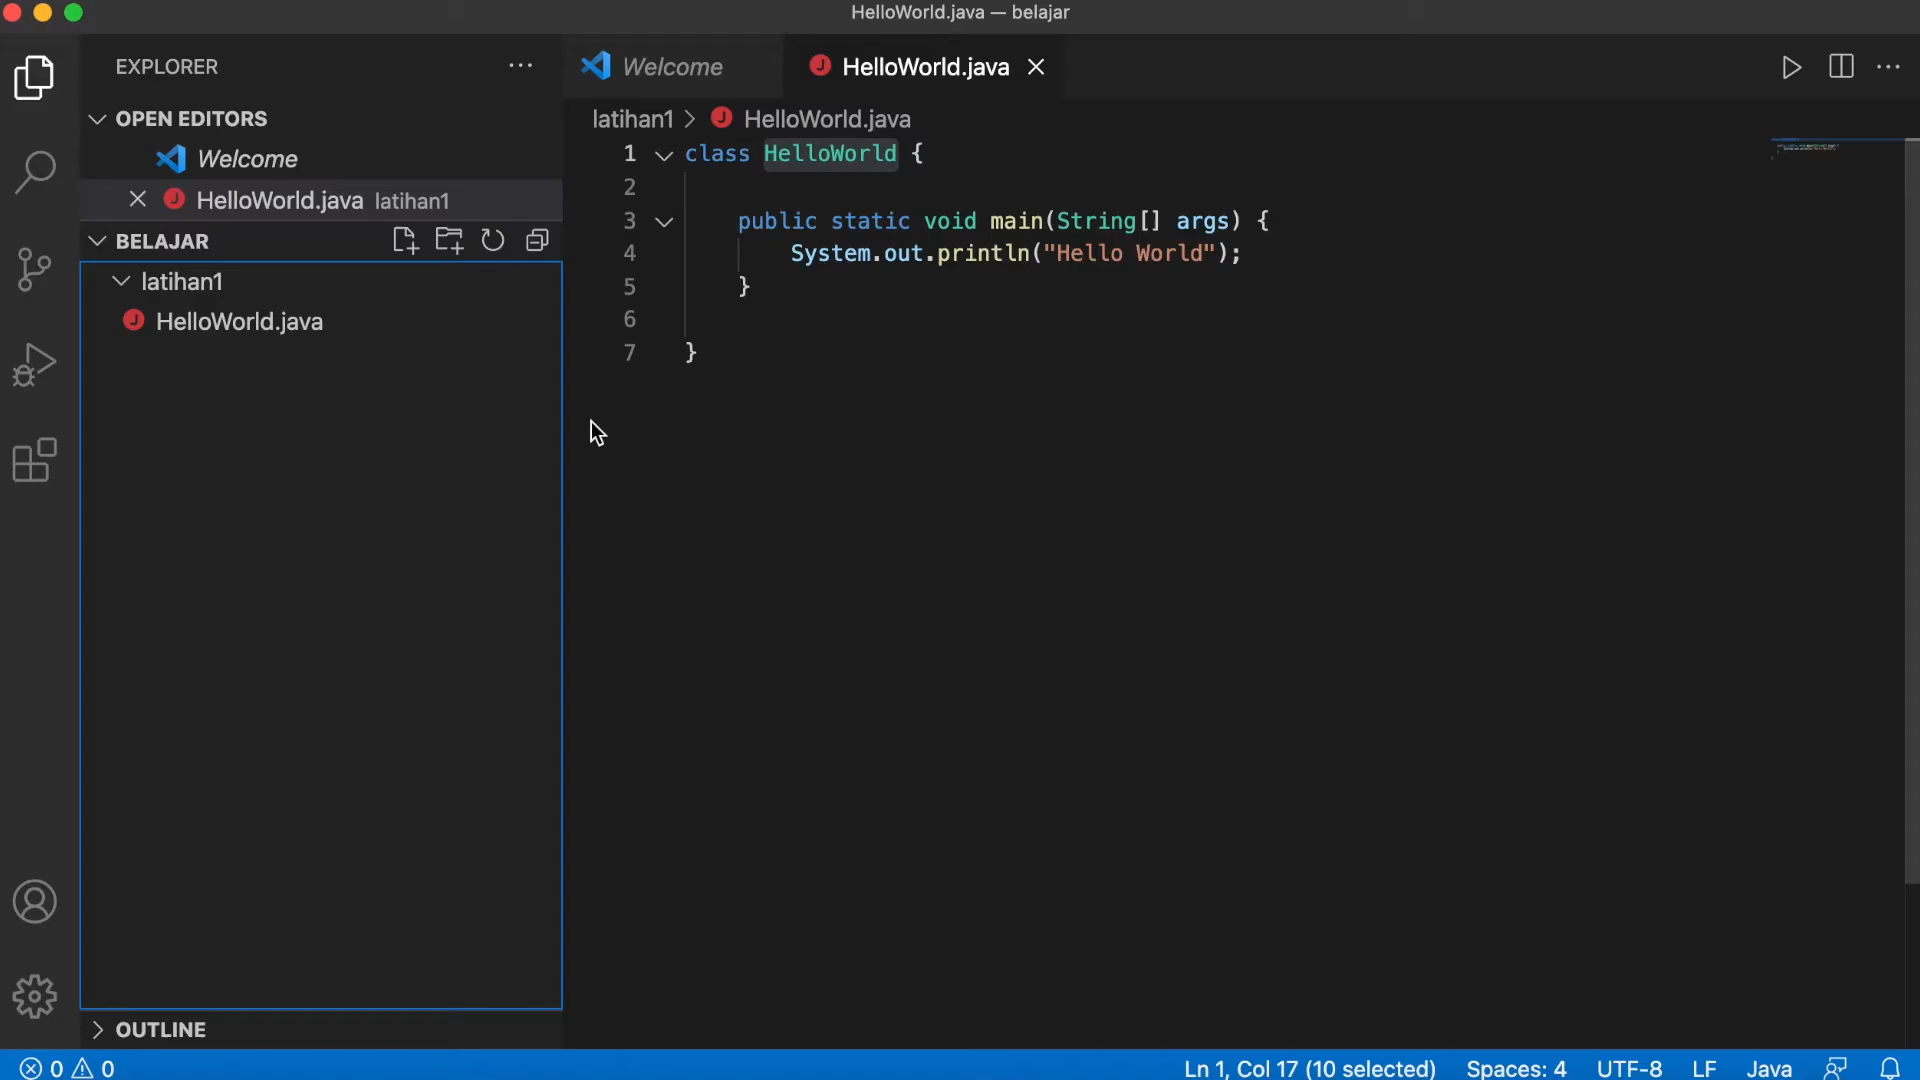 HelloWorld.java — belajar
EXPLORER
OPEN EDITORS
Welcome
HelloWorld.java latihan1
BELAJAR
latihan1
HelloWorld.java
OUTLINE
Welcome
HelloWorld.java
latihan1 > HelloWorld.java
1 class HelloWorld {
2
3     public static void main(String[] args) {
4         System.out.println("Hello World");
5     }
6
7 }
0 0
Ln 1, Col 17 (10 selected) Spaces: 4 UTF-8 LF Java